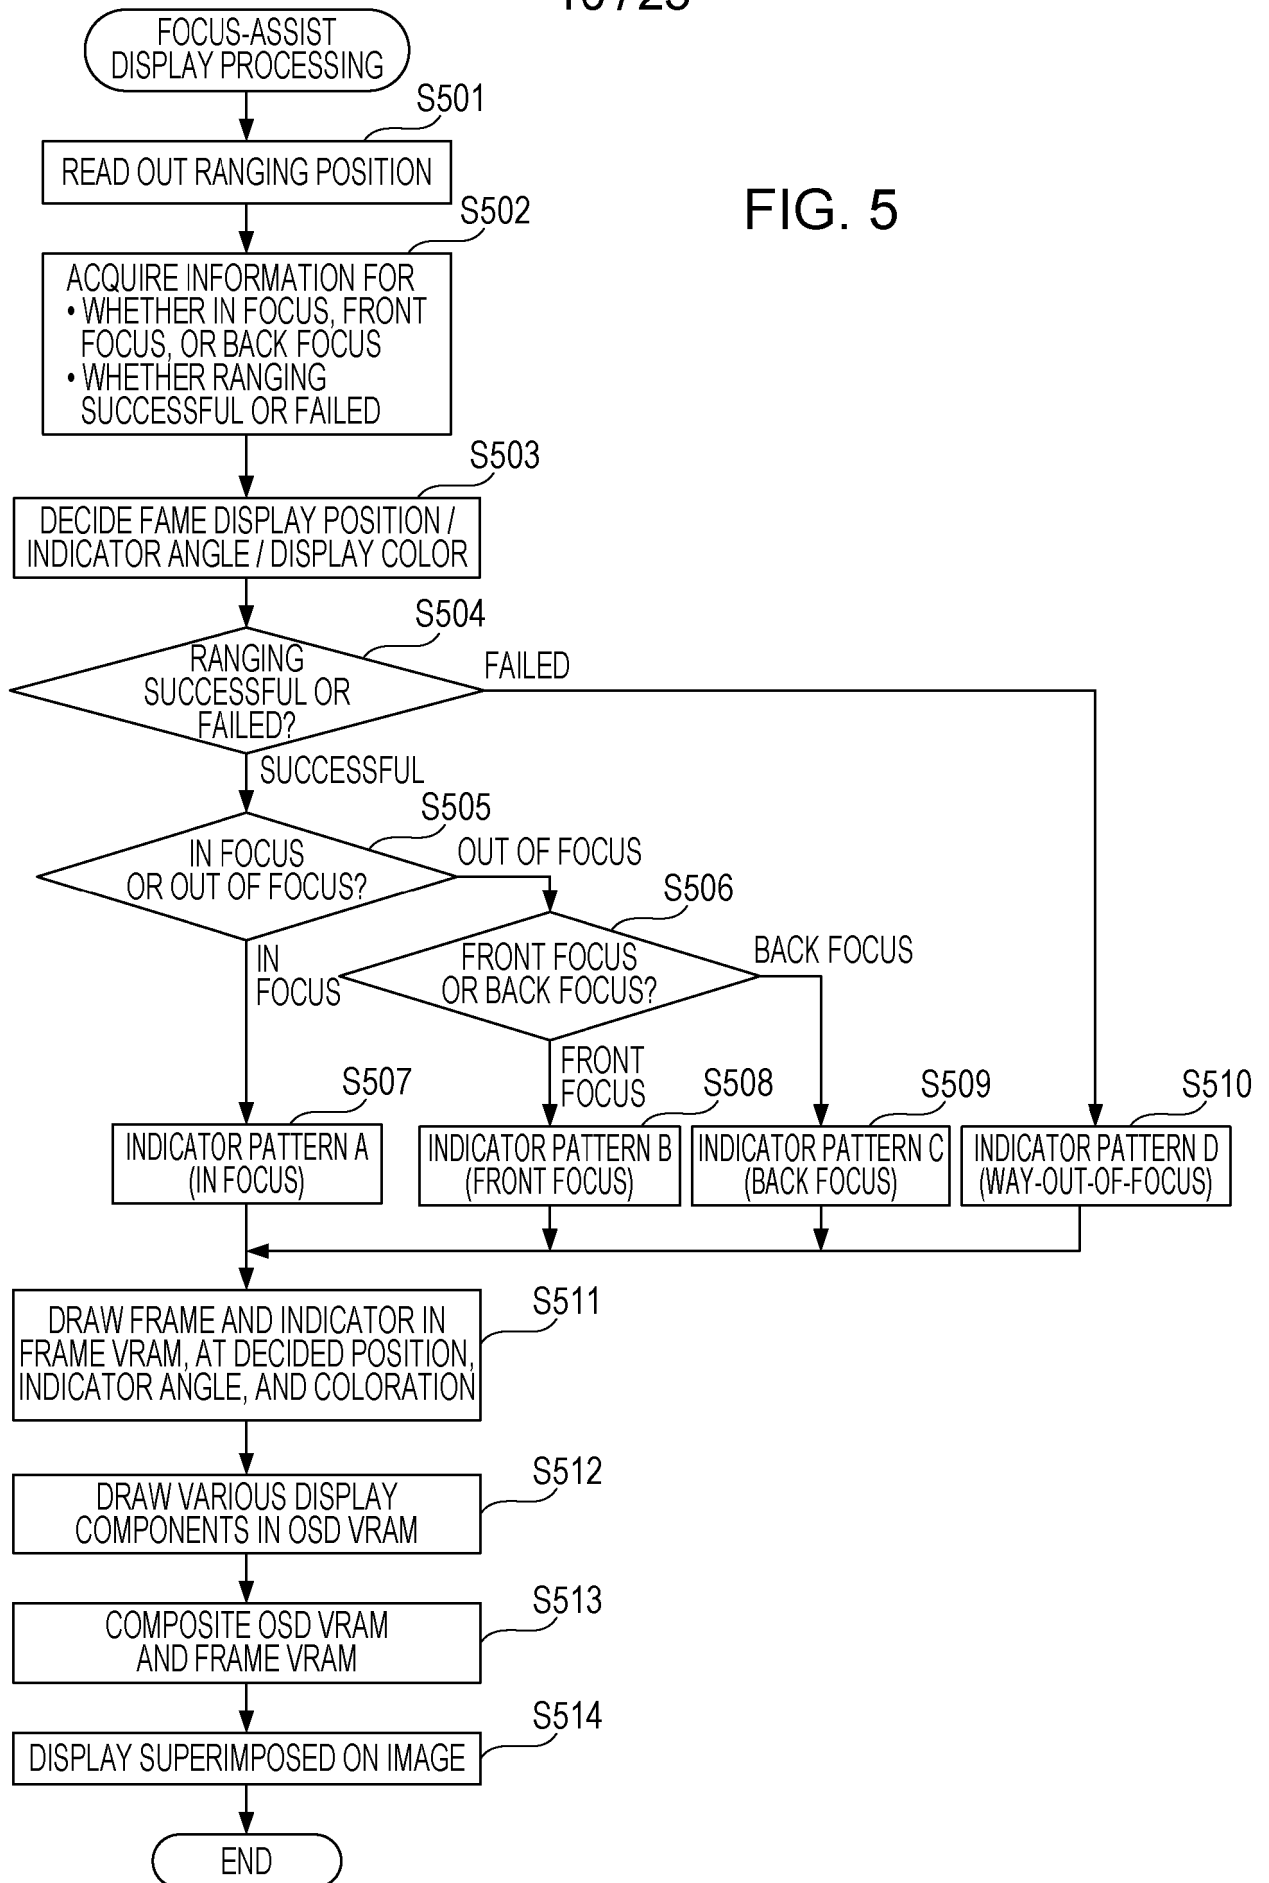 FOCUS-ASSIST
DISPLAY PROCESSING
S501
READ OUT RANGING POSITION
FIG. 5
S502
ACQUIRE INFORMATION FOR
• WHETHER IN FOCUS, FRONT
FOCUS, OR BACK FOCUS
• WHETHER RANGING
SUCCESSFUL OR FAILED
S503
DECIDE FAME DISPLAY POSITION /
INDICATOR ANGLE / DISPLAY COLOR
S504
RANGING
SUCCESSFUL OR
FAILED?
FAILED
SUCCESSFUL
S505
IN FOCUS
OR OUT OF FOCUS?
OUT OF FOCUS
S506
FRONT FOCUS
OR BACK FOCUS?
BACK FOCUS
IN
FOCUS
FRONT
FOCUS
S507
INDICATOR PATTERN A
(IN FOCUS)
S508
INDICATOR PATTERN B
(FRONT FOCUS)
S509
INDICATOR PATTERN C
(BACK FOCUS)
S510
INDICATOR PATTERN D
(WAY-OUT-OF-FOCUS)
S511
DRAW FRAME AND INDICATOR IN
FRAME VRAM, AT DECIDED POSITION,
INDICATOR ANGLE, AND COLORATION
S512
DRAW VARIOUS DISPLAY
COMPONENTS IN OSD VRAM
S513
COMPOSITE OSD VRAM
AND FRAME VRAM
S514
DISPLAY SUPERIMPOSED ON IMAGE
END